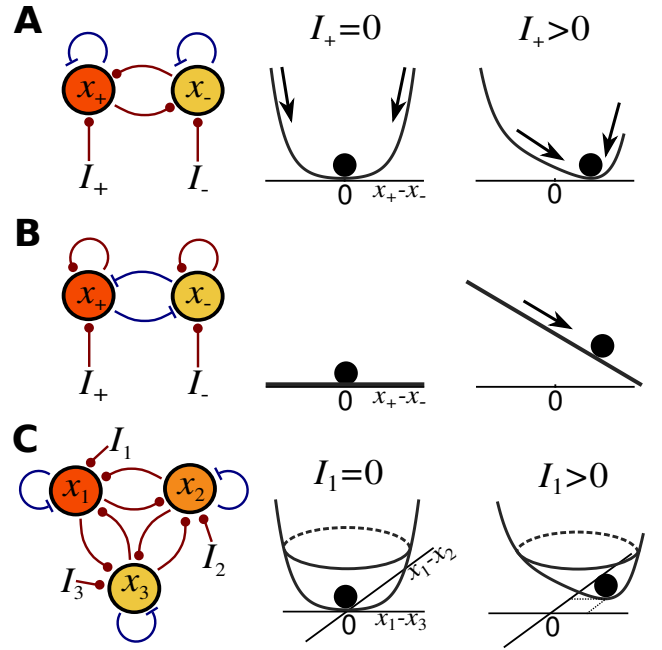 A
I₊=0
I₊>0
x₊
x₋
I₊
I₋
0
x₊-x₋
0
B
x₊
x₋
I₊
I₋
0
x₊-x₋
0
C
I₁
I₁=0
I₁>0
x₁
x₂
I₃
x₃
I₂
x₁-x₂
0
x₁-x₃
0